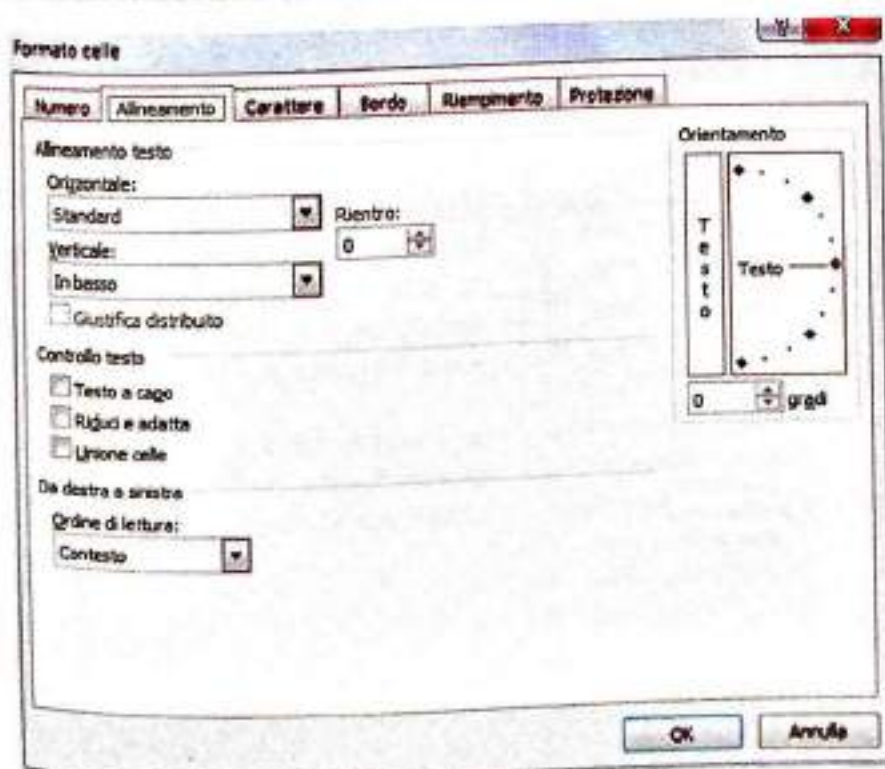 Formato celle
Numero Allineamento Carattere Bordo Riempimento Protezione
Allineamento testo
Orizzontale:
Standard
Rientro:
0
Verticale:
In basso
Giustifica distribuito
Controllo testo
Testo a capo
Riduci e adatta
Unione celle
Da destra a sinistra
Ordine di lettura:
Contesto
Orientamento
Testo
Testo
0 gradi
OK Annulla